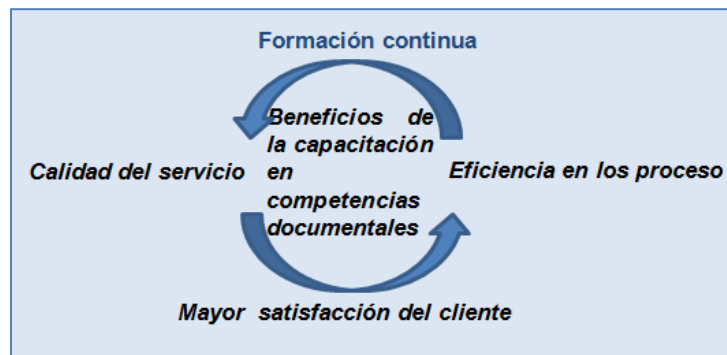 Formación continua
Beneficios de
la capacitación
en
competencias
documentales
Calidad del servicio
Eficiencia en los proceso
Mayor satisfacción del cliente